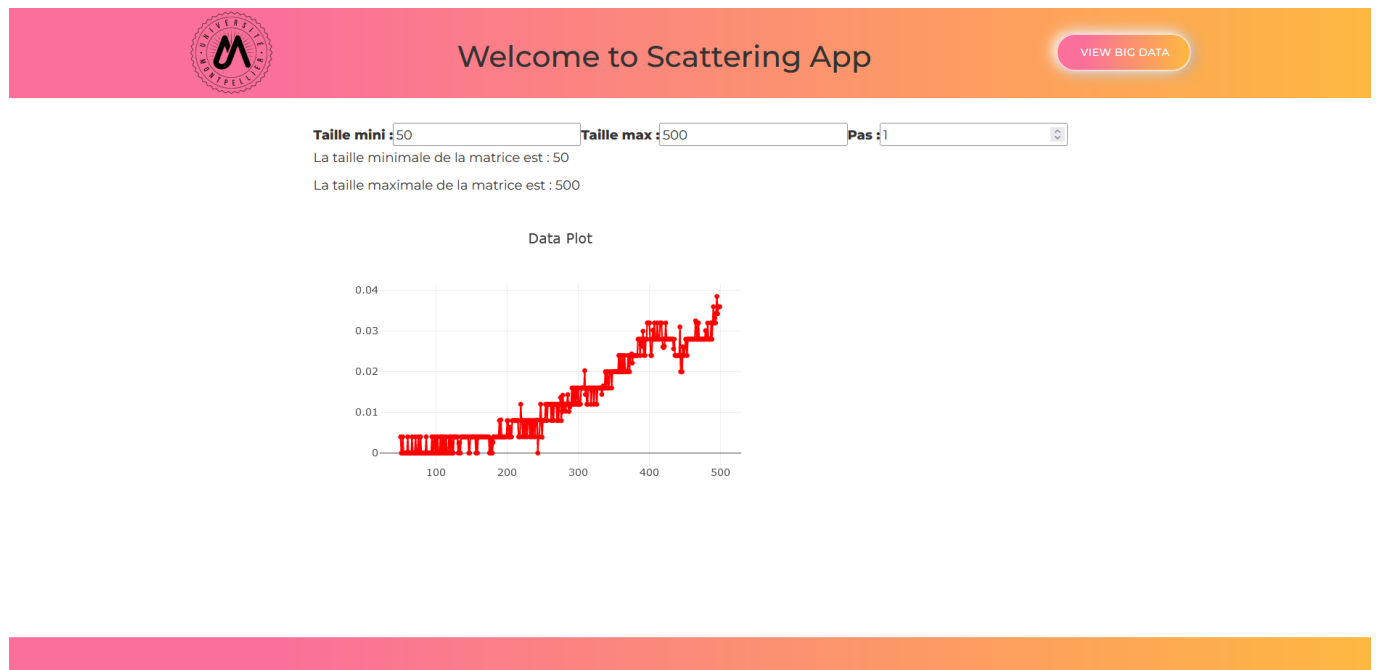 UNIVERSITÉ
MONTPELLIER
Welcome to Scattering App
VIEW BIG DATA
Taille mini : 50 Taille max : 500 Pas : 1
La taille minimale de la matrice est : 50
La taille maximale de la matrice est : 500
Data Plot
0.04
0.03
0.02
0.01
0
100 200 300 400 500